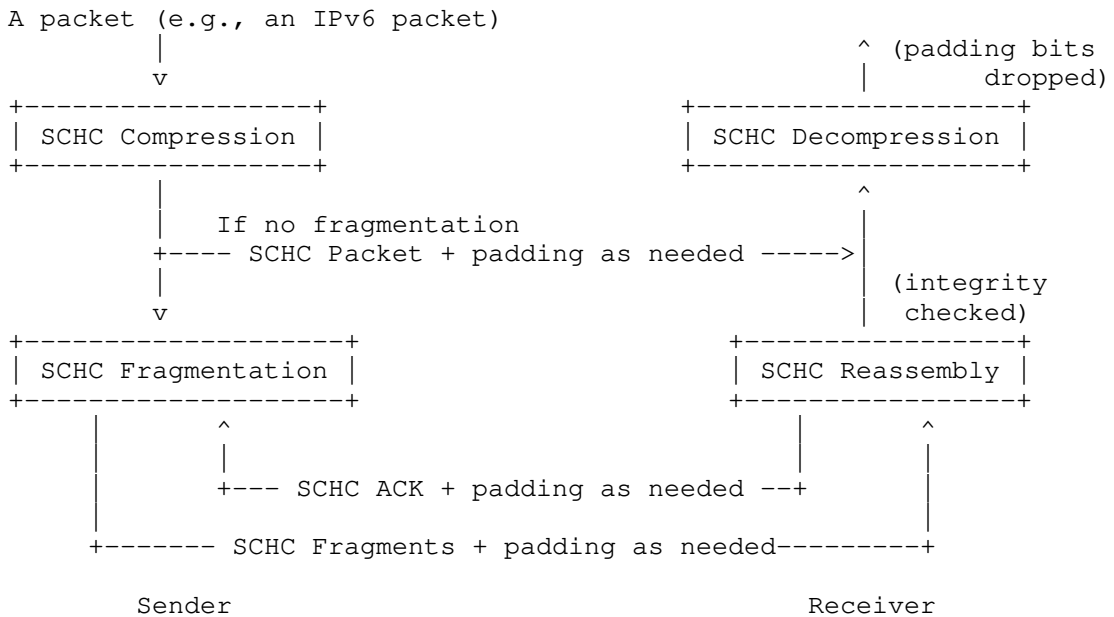 A packet (e.g., an IPv6 packet)
^ (padding bits
v dropped)
SCHC Compression SCHC Decompression
^
If no fragmentation
SCHC Packet + padding as needed
(integrity
v checked)
SCHC Fragmentation SCHC Reassembly
^ ^
SCHC ACK + padding as needed
SCHC Fragments + padding as needed
Sender Receiver